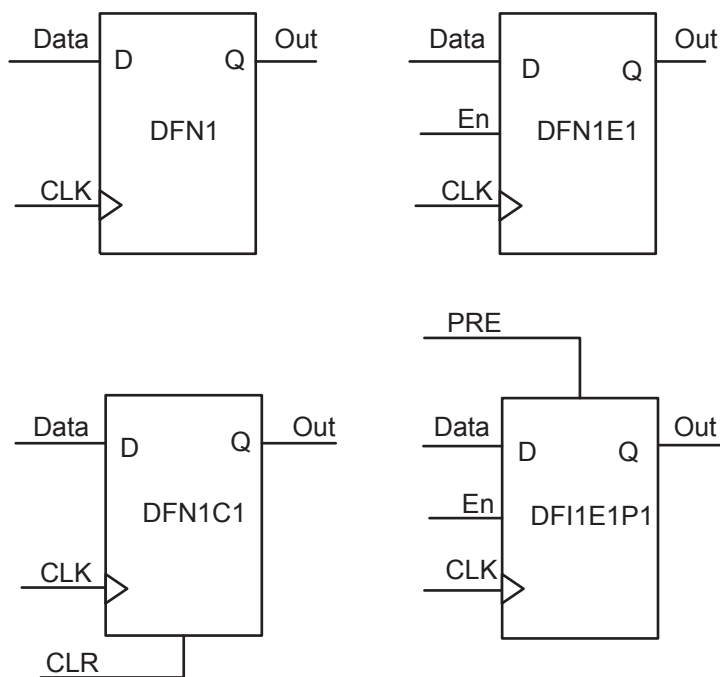 Data
Out
D
Q
DFN1
CLK
Data
Out
D
Q
En
DFN1E1
CLK
Data
Out
D
Q
DFN1C1
CLK
CLR
PRE
Data
Out
D
Q
En
DFI1E1P1
CLK